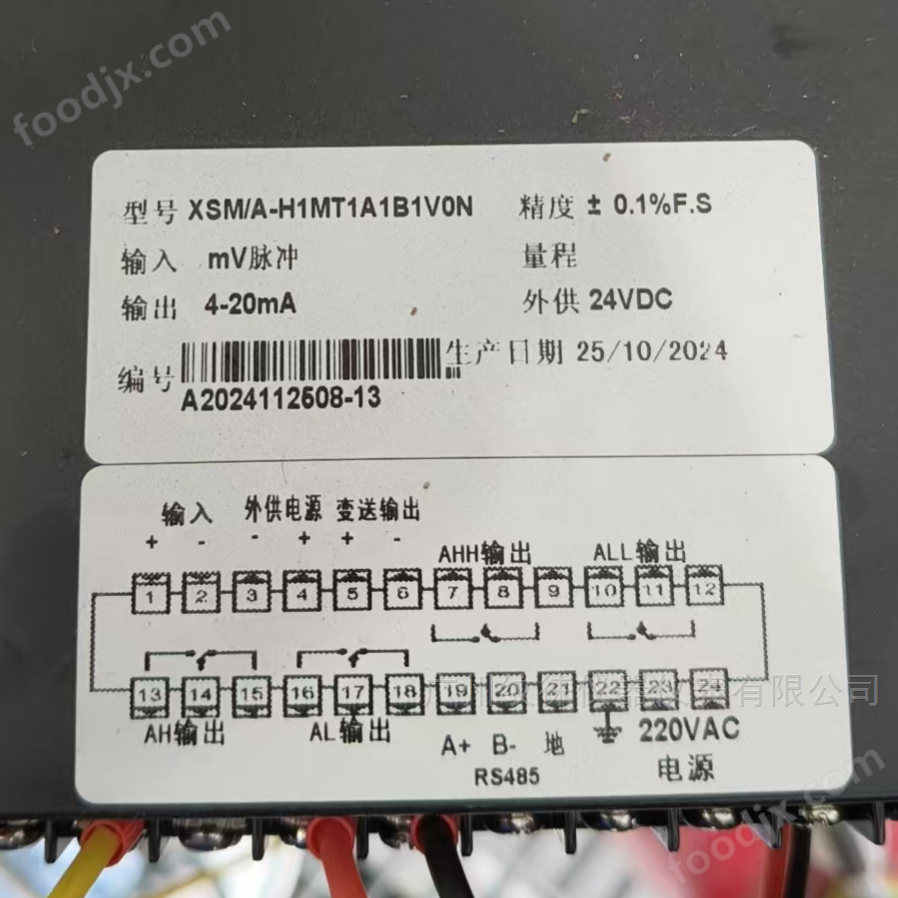 foodjx.com
型号 XSM/A-H1MT1A1B1V0N 精度 ± 0.1%F.S
输入 mV脉冲 量程
输出 4-20mA 外供 24VDC
编号 生产日期 25/10/2024
A2024112608-13
输入 外供电源 变送输出
+ - - + + -
AHH输出 ALL输出
1 2 3 4 5 6 7 8 9 10 11 12
13 14 15 16 17 18 19 20 21 22 23 24
AH输出 AL输出 A+ B- 地 220VAC
RS485 电源
有限公司
foodjx.com